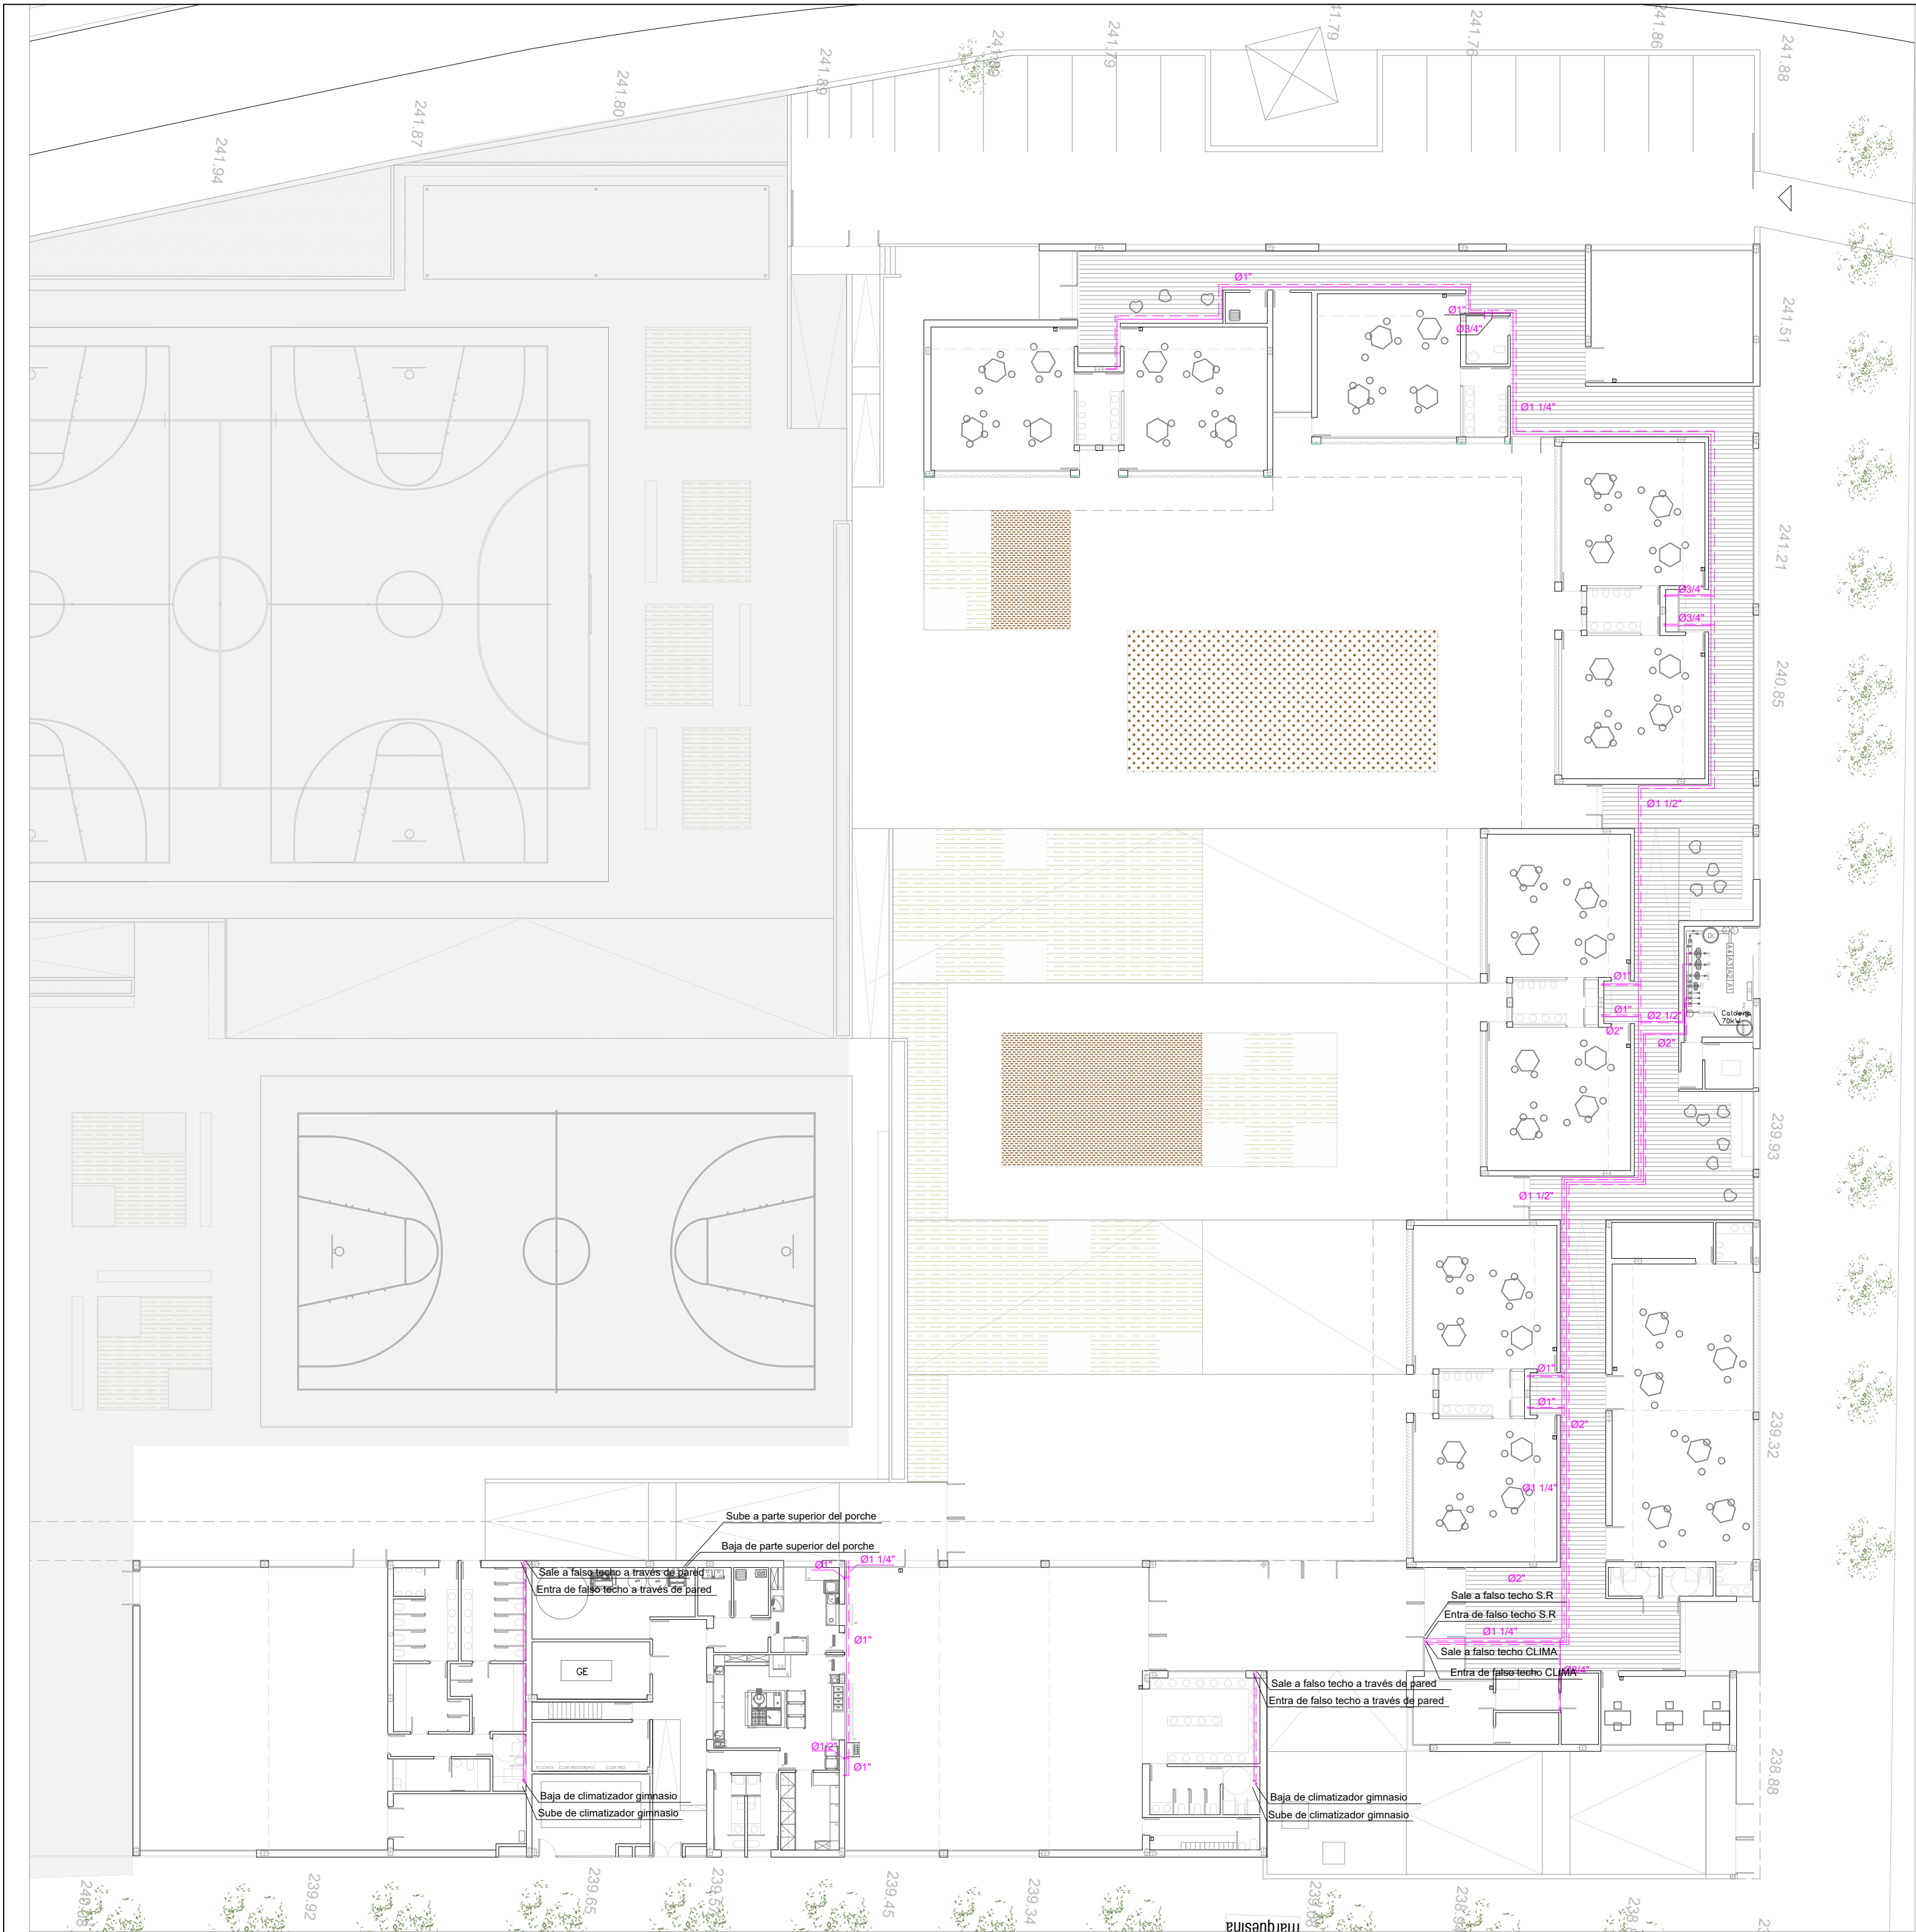 241.94
241.87
241.80
241.89
241.79
241.76
241.88
241.51
241.21
240.85
239.93
239.32
238.88
Ø1"
Ø1"
Ø3/4"
Ø1 1/4"
Ø3/4"
Ø3/4"
Ø1 1/2"
Ø1"
Ø1"
Ø2 1/2"
Ø2"
Ø2"
Caldera
70kW
Ø1 1/2"
Ø1"
Ø1"
Ø2"
Ø1 1/4"
Sube a parte superior del porche
Baja de parte superior del porche
Ø1"
Ø1 1/4"
Sale a falso techo a través de pared
Entra de falso techo a través de pared
Ø2"
Sale a falso techo S.R
Entra de falso techo S.R
Ø1 1/4"
Sale a falso techo CLIMA
Entra de falso techo CLIMA
Ø3/4"
Ø1"
GE
Sale a falso techo a través de pared
Entra de falso techo a través de pared
Ø1/2"
Ø1"
Baja de climatizador gimnasio
Sube de climatizador gimnasio
Baja de climatizador gimnasio
Sube de climatizador gimnasio
239.92
239.65
239.57
239.45
239.34
marquesina